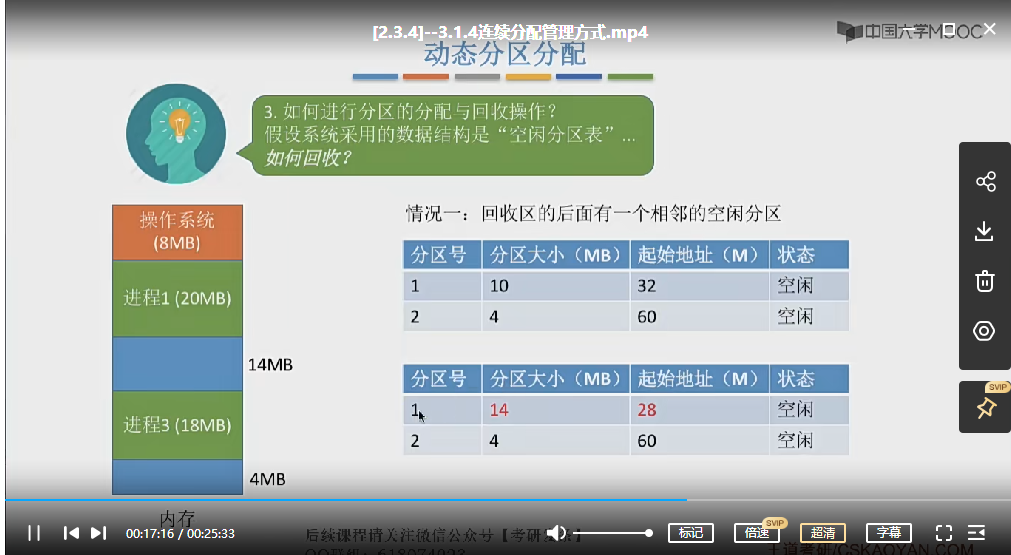 [2.3.4]--3.1.4连续分配管理方式.mp4
中国大学MOOC
动态分区分配
3. 如何进行分区的分配与回收操作？
假设系统采用的数据结构是“空闲分区表”...
如何回收？
操作系统
(8MB)
进程1 (20MB)
14MB
进程3 (18MB)
4MB
内存
情况一：回收区的后面有一个相邻的空闲分区
分区号 分区大小（MB） 起始地址（M） 状态
1 10 32 空闲
2 4 60 空闲
分区号 分区大小（MB） 起始地址（M） 状态
1 14 28 空闲
2 4 60 空闲
SVIP
00:17:16 / 00:25:33
后续课程请关注微信公众号
标记
倍速
SVIP
超清
字幕
王道考研/CSKAOYAN.COM